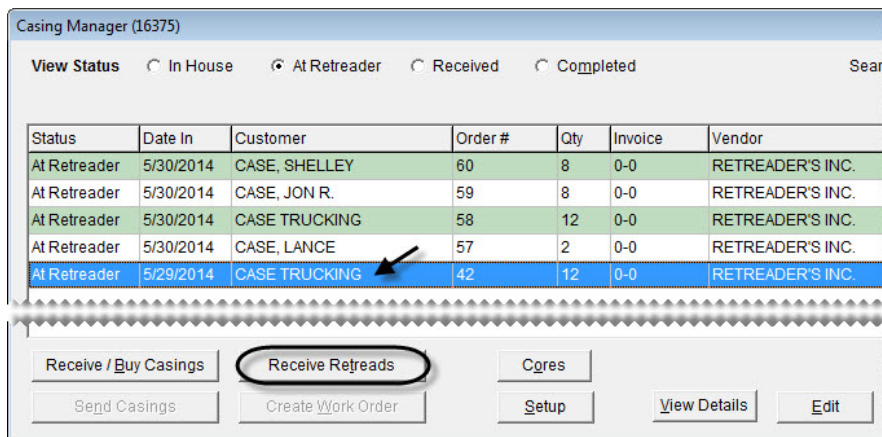 Casing Manager (16375)
View Status In House At Retreader Received Completed Sear
Status Date In Customer Order # Qty Invoice Vendor
At Retreader 5/30/2014 CASE, SHELLEY 60 8 0-0 RETREADER'S INC.
At Retreader 5/30/2014 CASE, JON R. 59 8 0-0 RETREADER'S INC.
At Retreader 5/30/2014 CASE TRUCKING 58 12 0-0 RETREADER'S INC.
At Retreader 5/30/2014 CASE, LANCE 57 2 0-0 RETREADER'S INC.
At Retreader 5/29/2014 CASE TRUCKING 42 12 0-0 RETREADER'S INC.
Receive / Buy Casings Receive Retreads Cores
Send Casings Create Work Order Setup View Details Edit